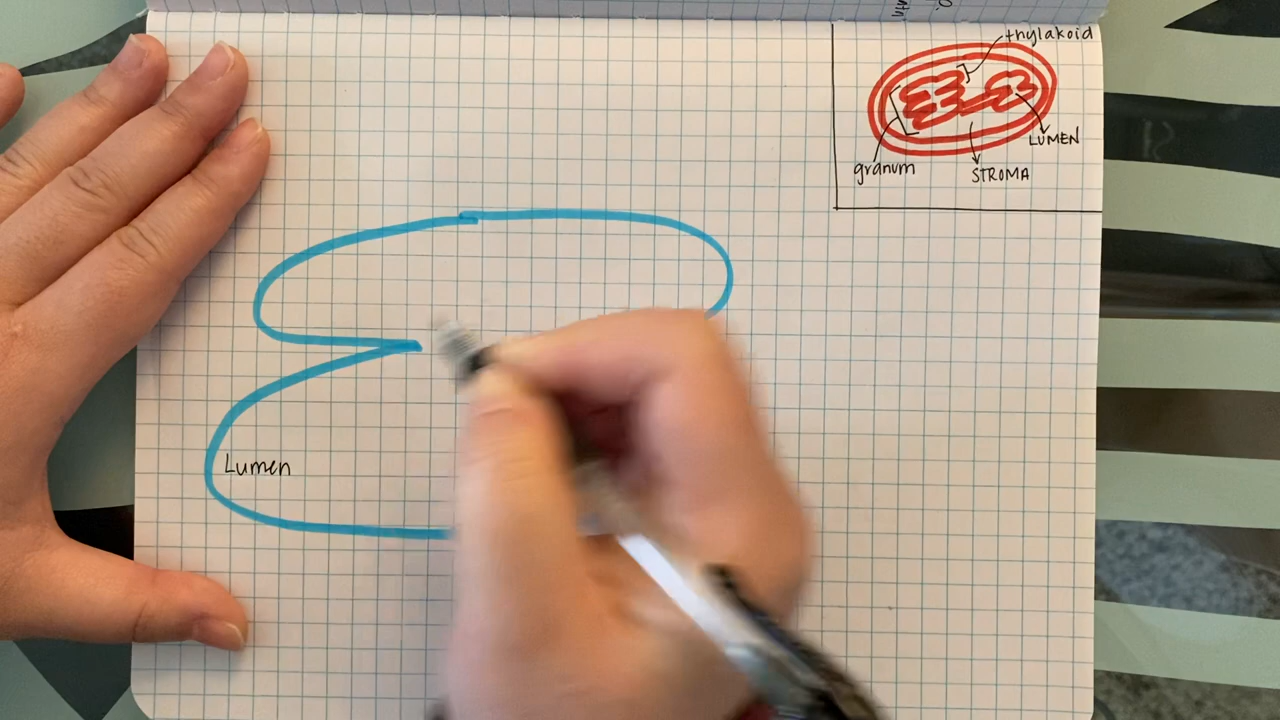 thylakoid
LUMEN
granum
STROMA
Lumen